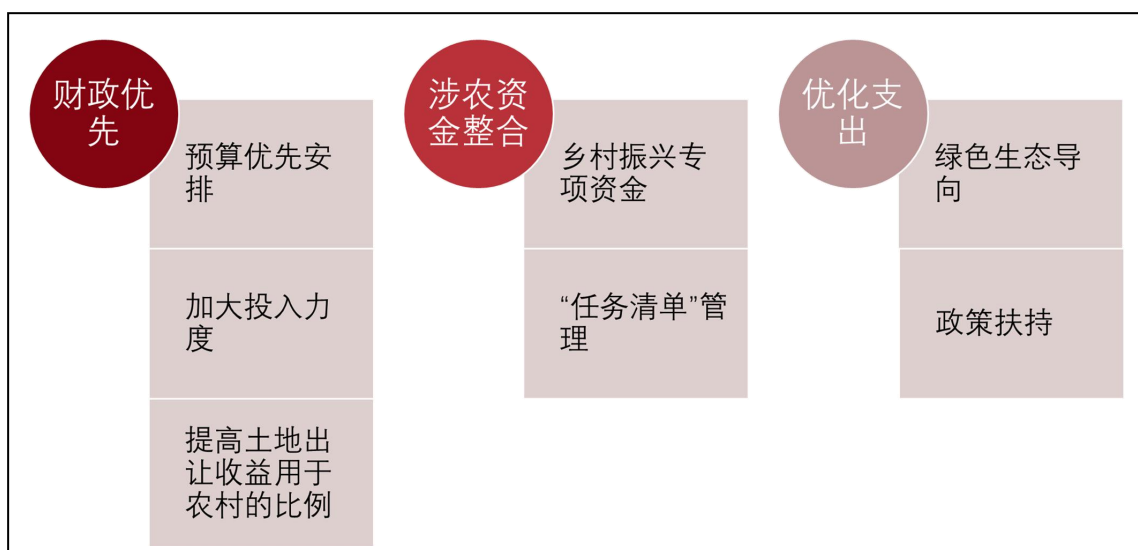 财政优
先
预算优先安
排
加大投入力
度
提高土地出
让收益用于
农村的比例
涉农资
金整合
乡村振兴专
项资金
“任务清单”管
理
优化支
出
绿色生态导
向
政策扶持